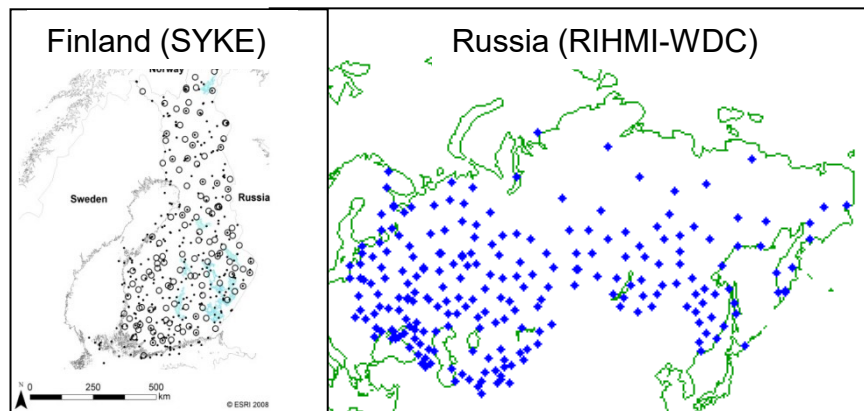 Finland (SYKE)
Russia (RIHMI-WDC)
Norway
Sweden
Russia
N
0 250 500
km
© ESRI 2008